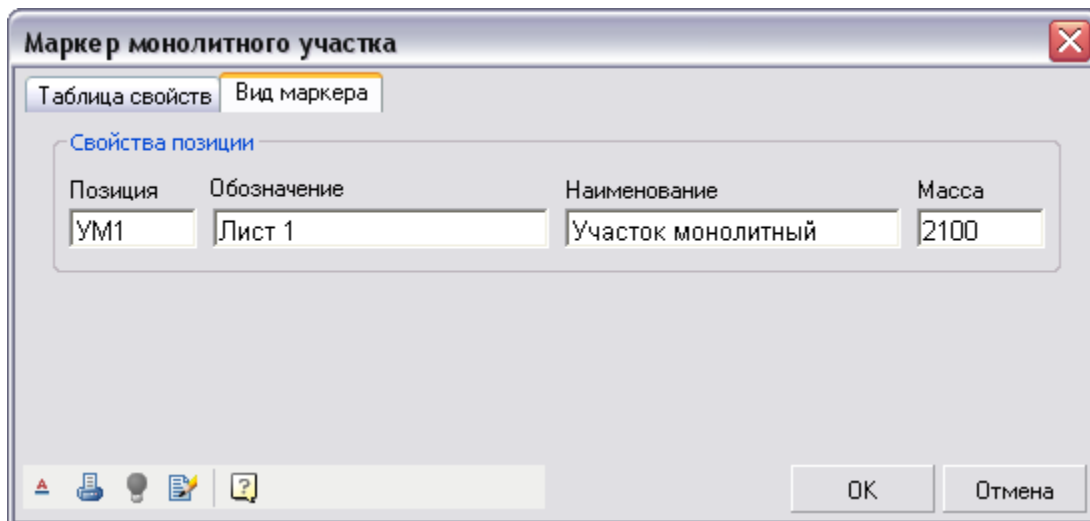 Маркер монолитного участка
Таблица свойств Вид маркера
Свойства позиции
Позиция Обозначение Наименование Масса
УМ1 Лист 1 Участок монолитный 2100
A ? OK Отмена